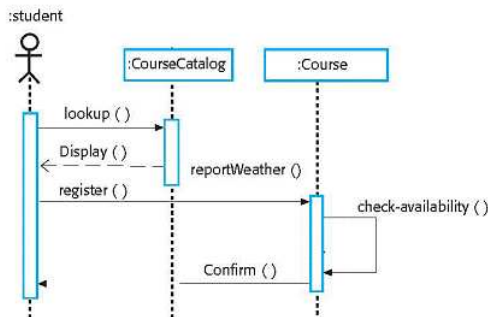 :student
:CourseCatalog
:Course
lookup ()
Display ()
reportWeather ()
register ()
check-availability ()
Confirm ()